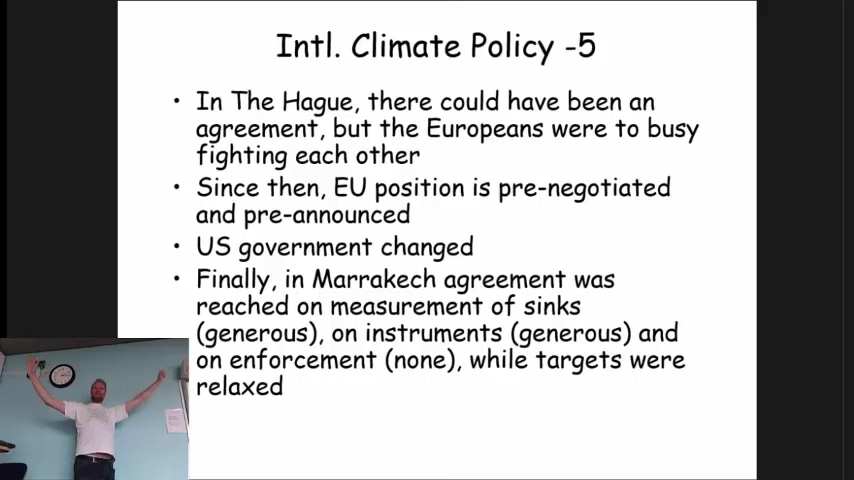 Intl. Climate Policy -5
• In The Hague, there could have been an
agreement, but the Europeans were to busy
fighting each other
• Since then, EU position is pre-negotiated
and pre-announced
• US government changed
• Finally, in Marrakech agreement was
reached on measurement of sinks
(generous), on instruments (generous) and
on enforcement (none), while targets were
relaxed